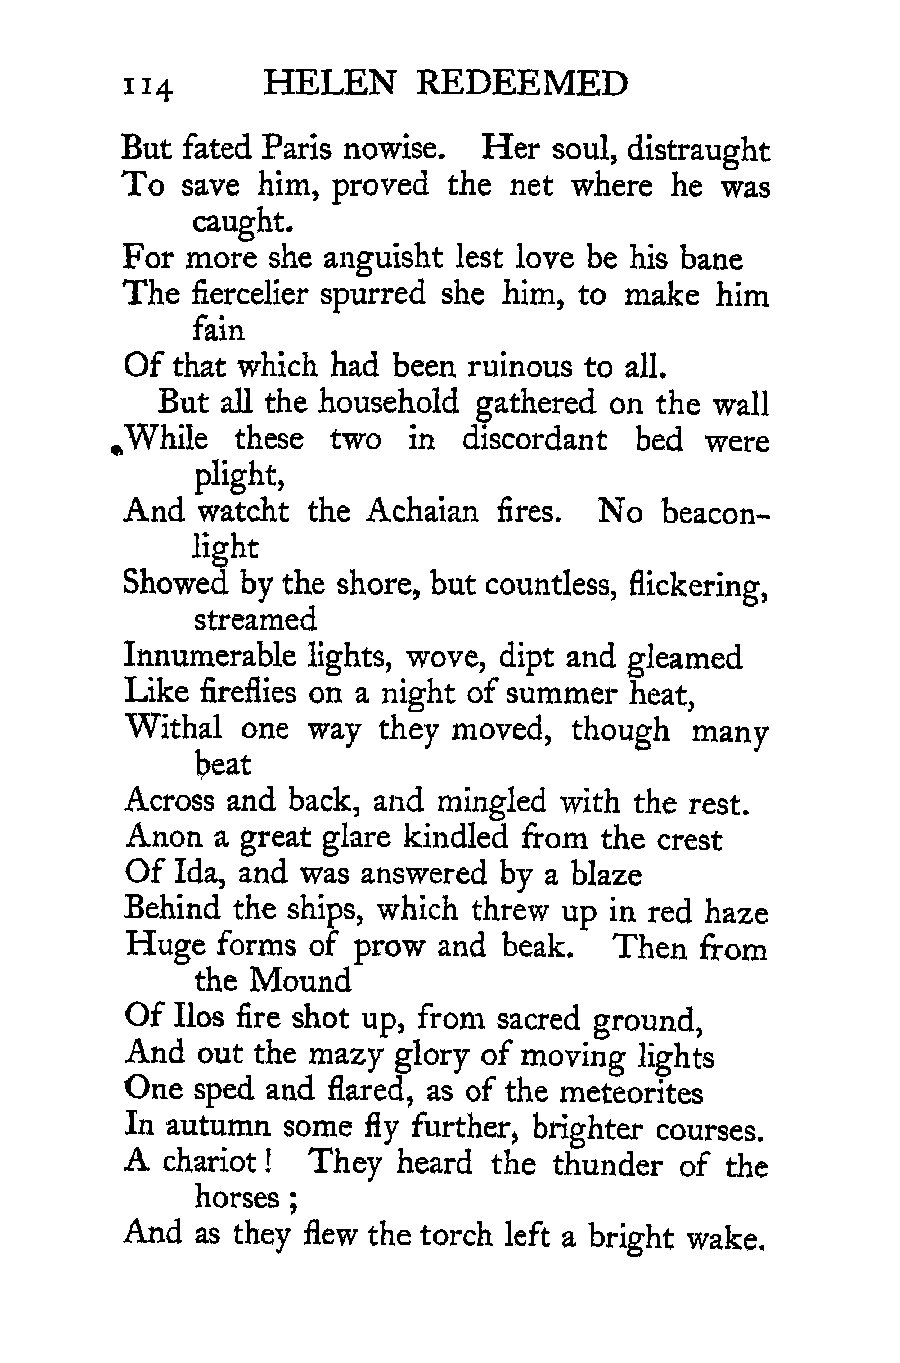 114 HELEN REDEEMED
But fated Paris nowise. Her soul, distraught
To save him, proved the net where he was
caught.
For more she anguisht lest love be his bane
The fiercelier spurred she him, to make him
fain
Of that which had been ruinous to all.
But all the household gathered on the wall
While these two in discordant bed were
plight,
And watcht the Achaian fires. No beacon-
light
Showed by the shore, but countless, flickering,
streamed
Innumerable lights, wove, dipt and gleamed
Like fireflies on a night of summer heat,
Withal one way they moved, though many
beat
Across and back, and mingled with the rest.
Anon a great glare kindled from the crest
Of Ida, and was answered by a blaze
Behind the ships, which threw up in red haze
Huge forms of prow and beak. Then from
the Mound
Of Ilos fire shot up, from sacred ground,
And out the mazy glory of moving lights
One sped and flared, as of the meteorites
In autumn some fly further, brighter courses.
A chariot! They heard the thunder of the
horses;
And as they flew the torch left a bright wake.